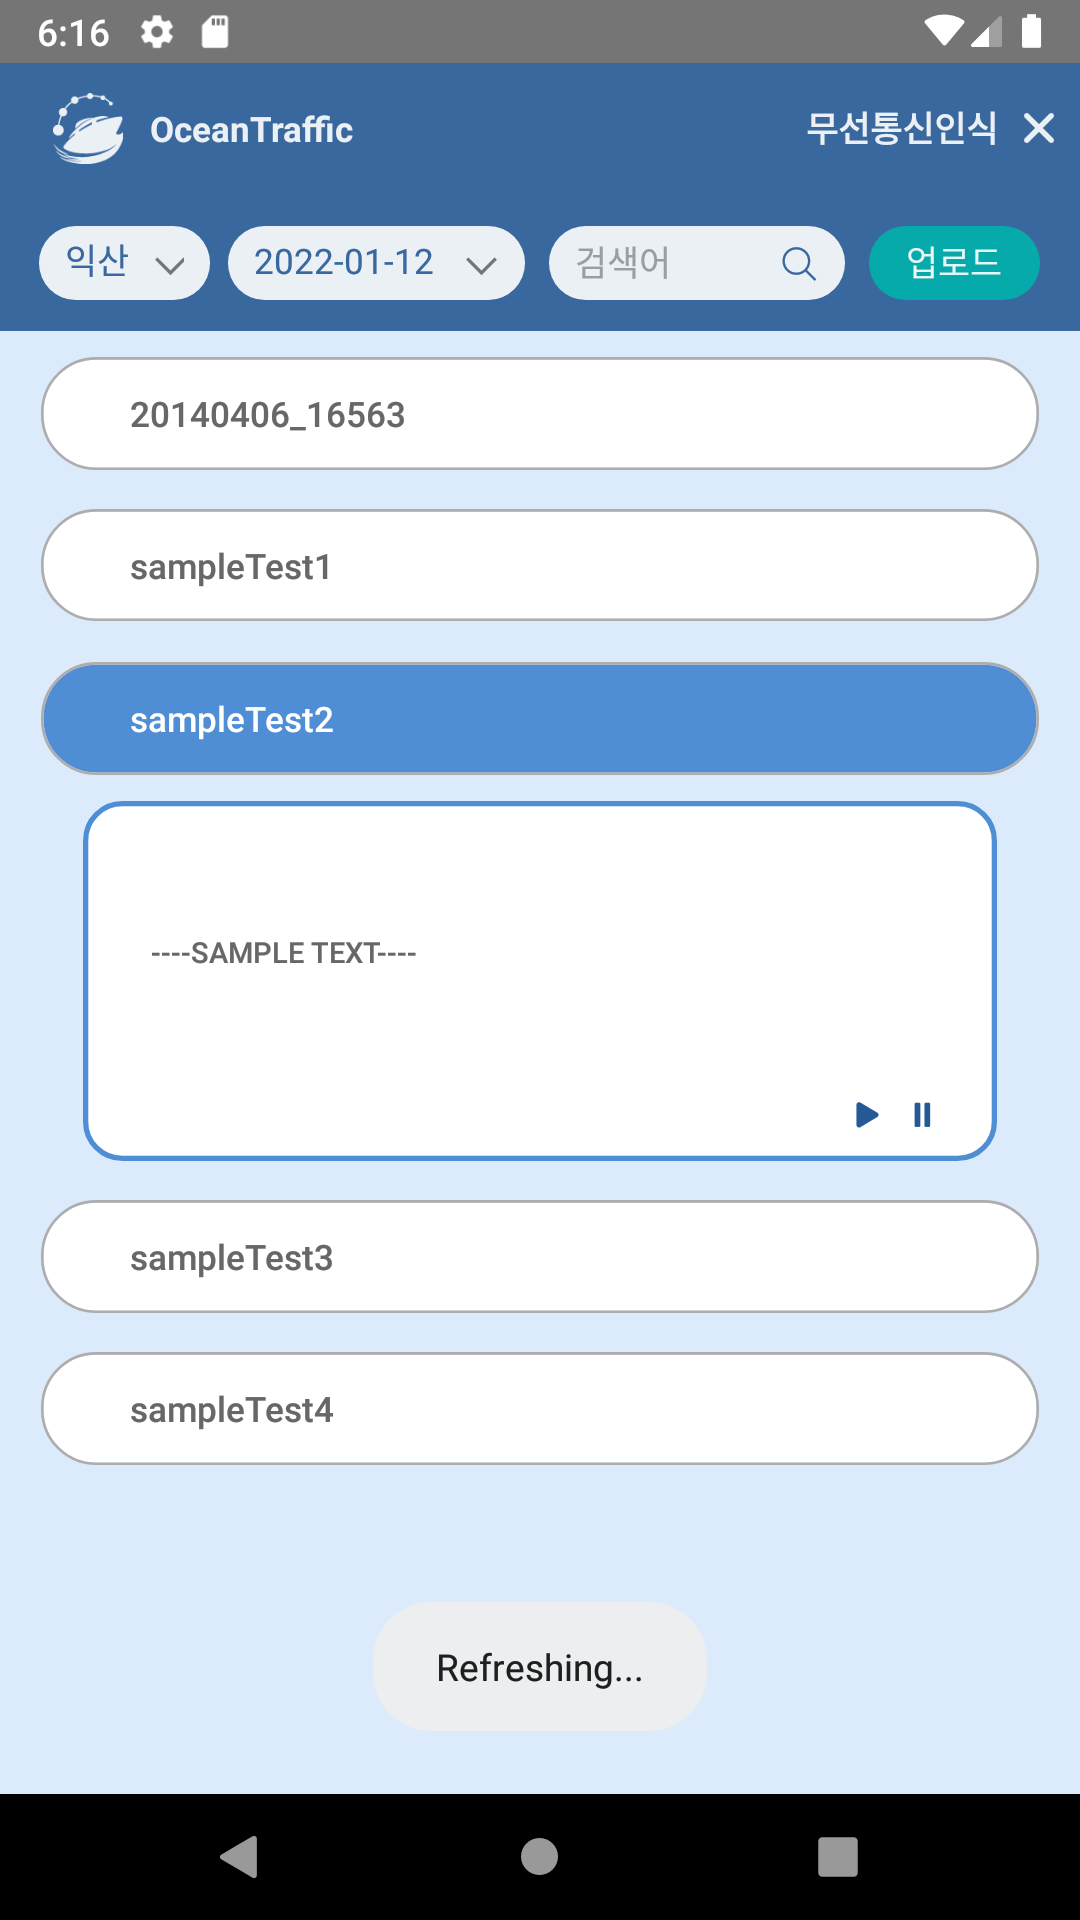 6:16
OceanTraffic
무선통신인식
익산
2022-01-12
검색어
업로드
20140406_16563
sampleTest1
sampleTest2
----SAMPLE TEXT----
sampleTest3
sampleTest4
Refreshing...